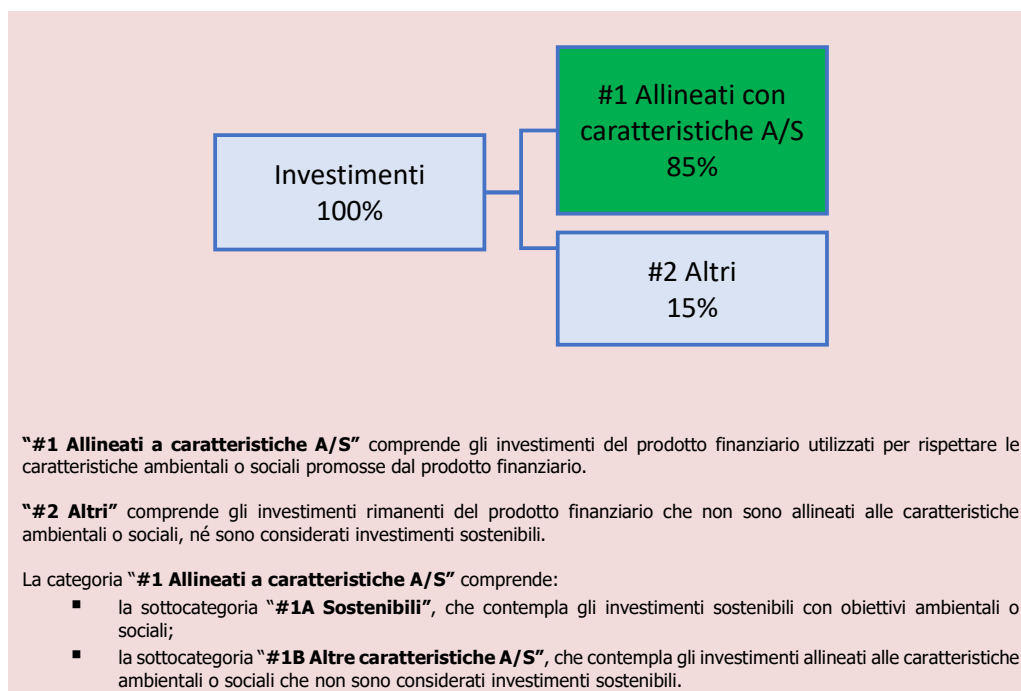 #1 Allineati con
caratteristiche A/S
85%
Investimenti
100%
#2 Altri
15%
“#1 Allineati a caratteristiche A/S” comprende gli investimenti del prodotto finanziario utilizzati per rispettare le
caratteristiche ambientali o sociali promosse dal prodotto finanziario.
“#2 Altri” comprende gli investimenti rimanenti del prodotto finanziario che non sono allineati alle caratteristiche
ambientali o sociali, né sono considerati investimenti sostenibili.
La categoria “#1 Allineati a caratteristiche A/S” comprende:
▪ la sottocategoria “#1A Sostenibili”, che contempla gli investimenti sostenibili con obiettivi ambientali o
sociali;
▪ la sottocategoria “#1B Altre caratteristiche A/S”, che contempla gli investimenti allineati alle caratteristiche
ambientali o sociali che non sono considerati investimenti sostenibili.